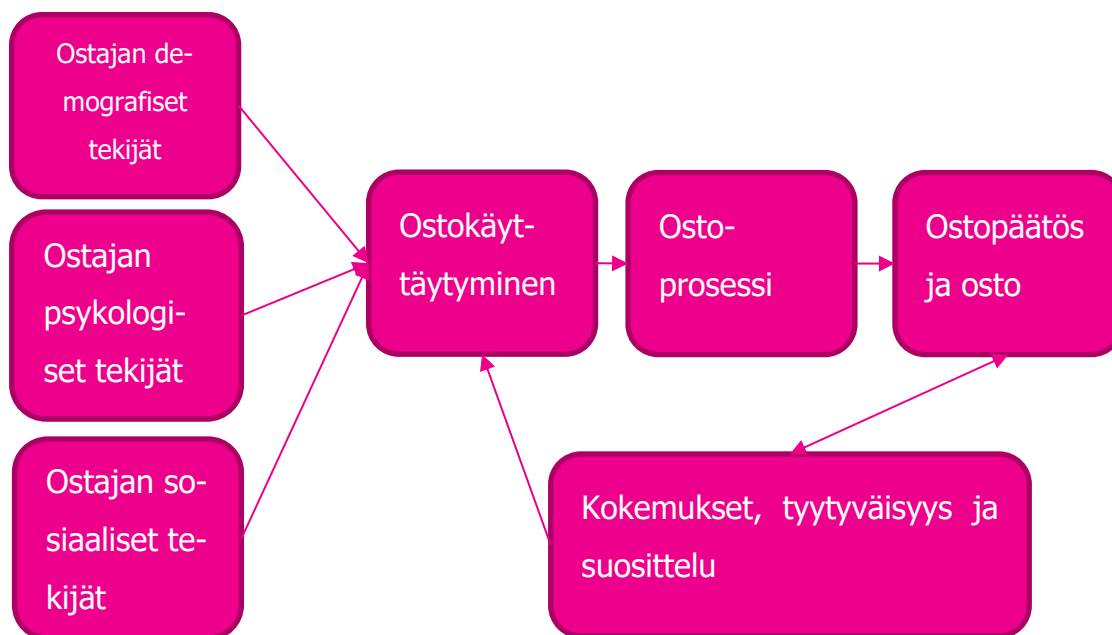 Ostajan de-
mografiset
tekijät
Ostajan
psykologi-
set tekijät
Ostajan so-
siaaliset te-
kijät
Ostokäyt-
täytyminen
Osto-
prosessi
Ostopäätös
ja osto
Kokemukset, tyytyväisyys ja
suosittelu